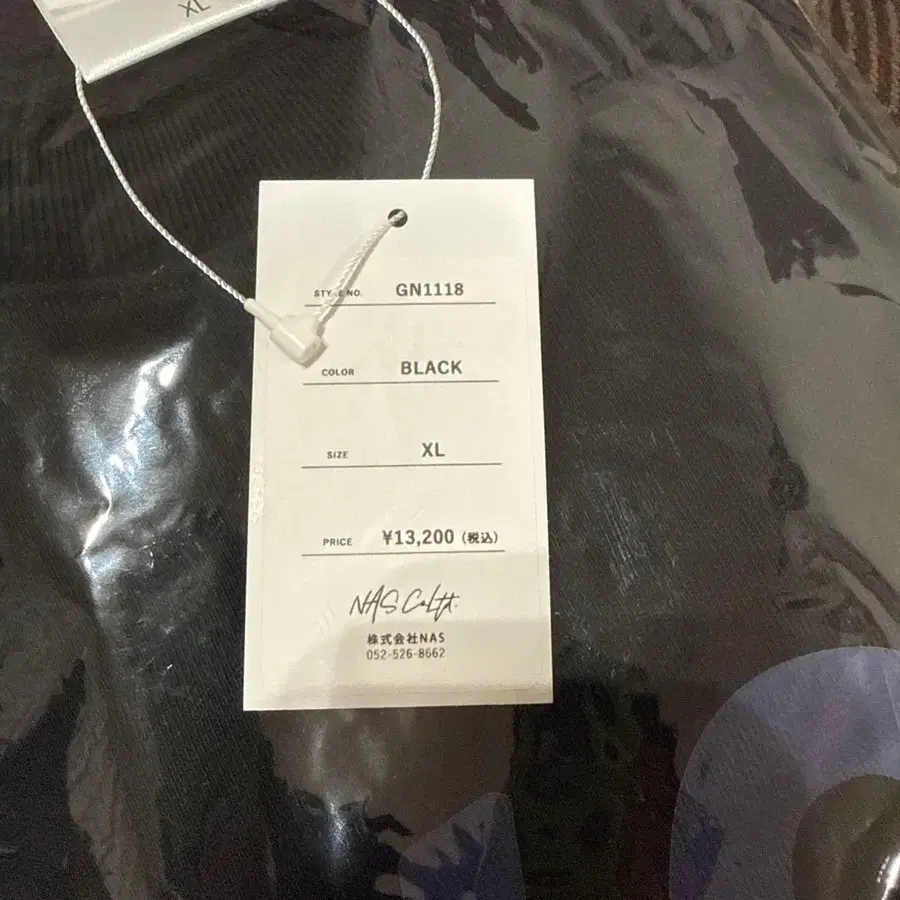 XL
STYLE NO. GN1118
COLOR BLACK
SIZE XL
PRICE ¥13,200 (税込)
NAS Co.Ltd.
株式会社NAS
052-526-8662